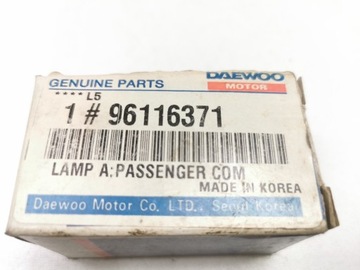 GENUINE PARTS
DAEWOO
MOTOR
**** L5
1 # 96116371
LAMP A:PASSENGER COM
MADE IN KOREA
Daewoo Motor Co. LTD., Seoul Korea